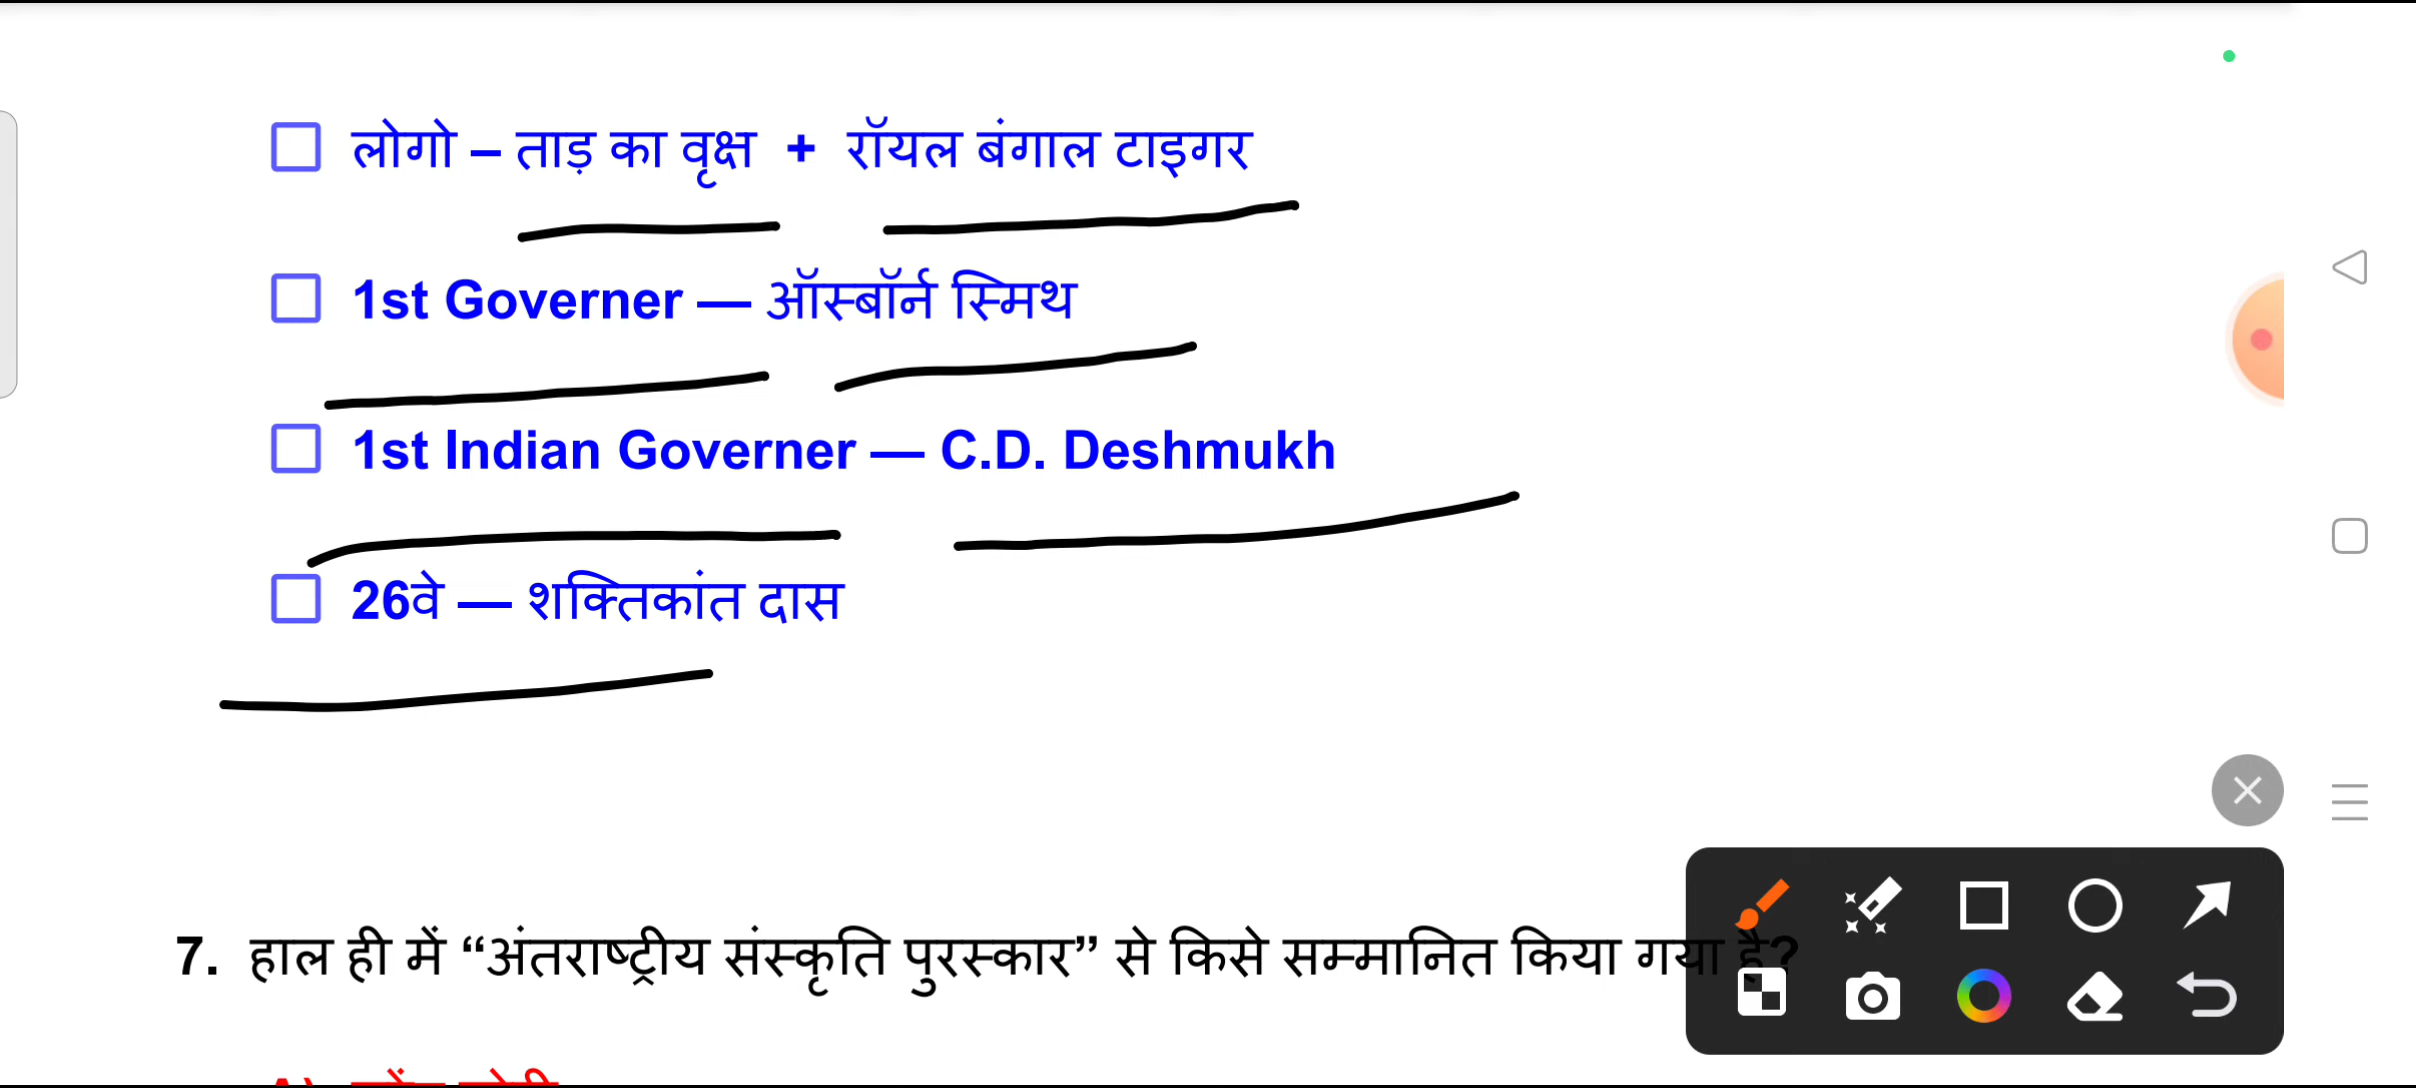 लोगो – ताड़ का वृक्ष + रॉयल बंगाल टाइगर
1st Governer — ऑस्बॉर्न स्मिथ
1st Indian Governer — C.D. Deshmukh
26वे — शक्तिकांत दास
7. हाल ही में “अंतराष्ट्रीय संस्कृति पुरस्कार” से किसे सम्मानित किया गया है?